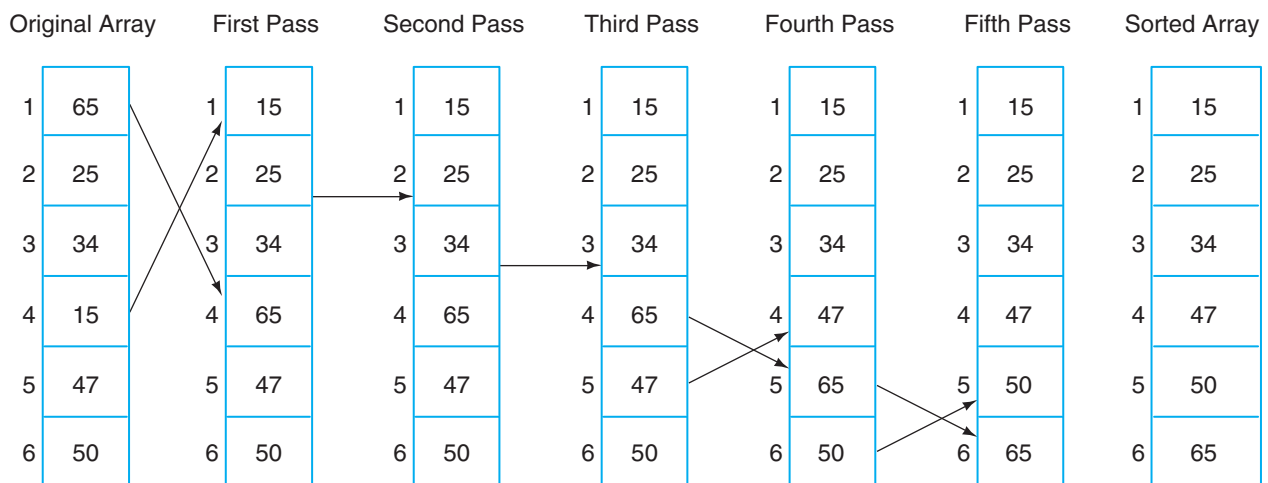 Original Array First Pass Second Pass Third Pass Fourth Pass Fifth Pass Sorted Array
1 65 1 15 1 15 1 15 1 15 1 15 1 15
2 25 2 25 2 25 2 25 2 25 2 25 2 25
3 34 3 34 3 34 3 34 3 34 3 34 3 34
4 15 4 65 4 65 4 65 4 47 4 47 4 47
5 47 5 47 5 47 5 47 5 65 5 50 5 50
6 50 6 50 6 50 6 50 6 50 6 65 6 65